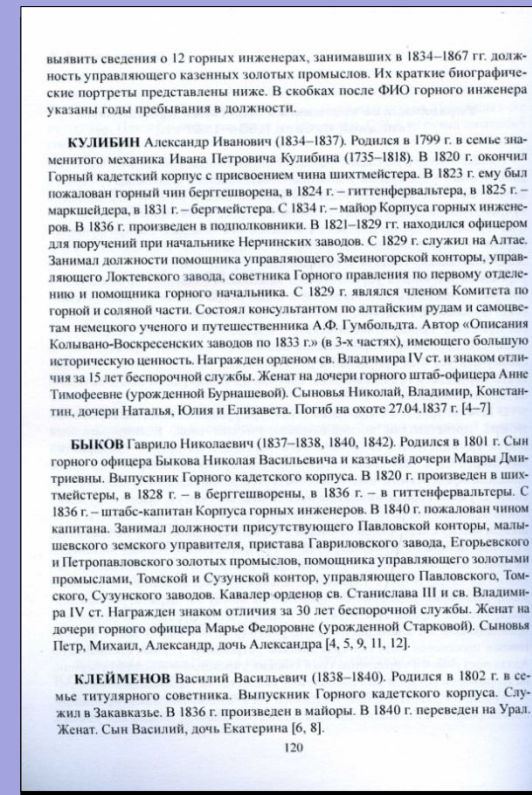 выявить сведения о 12 горных инженерах, занимавших в 1834–1867 гг. долж-
ность управляющего казенных золотых промыслов. Их краткие биографиче-
ские портреты представлены ниже. В скобках после ФИО горного инженера
указаны годы пребывания в должности.
КУЛИБИН Александр Иванович (1834–1837). Родился в 1799 г. в семье зна-
менитого механика Ивана Петровича Кулибина (1735–1818). В 1820 г. окончил
Горный кадетский корпус с присвоением чина шихтмейстера. В 1823 г. ему был
пожалован горный чин берггешворена, в 1824 г. – гиттенфервальтера, в 1825 г. –
маркшейдера, в 1831 г. – бергмейстера. С 1834 г. – майор Корпуса горных инжене-
ров. В 1836 г. произведен в подполковники. В 1821–1829 гг. находился офицером
для поручений при начальнике Нерчинских заводов. С 1829 г. служил на Алтае.
Занимал должности помощника управляющего Змеиногорской конторы, управ-
ляющего Локтевского завода, советника Горного правления по первому отделе-
нию и помощника горного начальника. С 1829 г. являлся членом Комитета по
горной и соляной части. Состоял консультантом по алтайским рудам и самоцве-
там немецкого ученого и путешественника А.Ф. Гумбольдта. Автор «Описания
Колывано-Воскресенских заводов по 1833 г.» (в 3-х частях), имеющего большую
историческую ценность. Награжден орденом св. Владимира IV ст. и знаком отли-
чия за 15 лет беспорочной службы. Женат на дочери горного штаб-офицера Анне
Тимофеевне (урожденной Бурнашевой). Сыновья Николай, Владимир, Констан-
тин, дочери Наталья, Юлия и Елизавета. Погиб на охоте 27.04.1837 г. [4–7]
БЫКОВ Гаврило Николаевич (1837–1838, 1840, 1842). Родился в 1801 г. Сын
горного офицера Быкова Николая Васильевича и казачьей дочери Мавры Дми-
триевны. Выпускник Горного кадетского корпуса. В 1820 г. произведен в ших-
тмейстеры, в 1828 г. – в берггешворены, в 1836 г. – в гиттенфервальтеры. С
1836 г. – штабс-капитан Корпуса горных инженеров. В 1840 г. пожалован чином
капитана. Занимал должности присутствующего Павловской конторы, малы-
шевского земского управителя, пристава Гавриловского завода, Егорьевского
и Петропавловского золотых промыслов, помощника управляющего золотыми
промыслами, Томской и Сузунской контор, управляющего Павловского, Том-
ского, Сузунского заводов. Кавалер орденов св. Станислава III и св. Владими-
ра IV ст. Награжден знаком отличия за 30 лет беспорочной службы. Женат на
дочери горного офицера Марье Федоровне (урожденной Старковой). Сыновья
Петр, Михаил, Александр, дочь Александра [4, 5, 9, 11, 12].
КЛЕЙМЕНОВ Василий Васильевич (1838–1840). Родился в 1802 г. в се-
мье титулярного советника. Выпускник Горного кадетского корпуса. Слу-
жил в Закавказье. В 1836 г. произведен в майоры. В 1840 г. переведен на Урал.
Женат. Сын Василий, дочь Екатерина [6, 8].
120